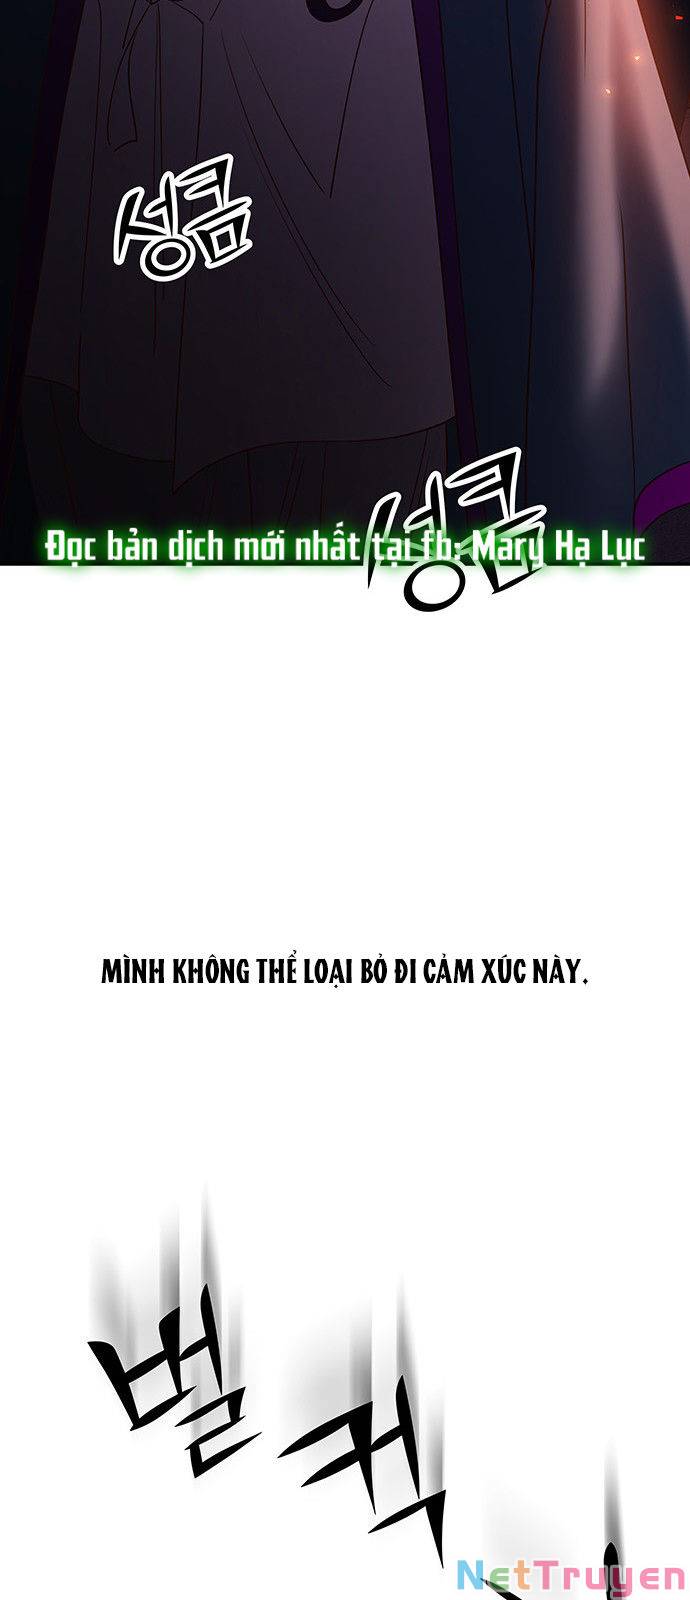 성큼
성큼
Đọc bản dịch mới nhất tại fb: Mary Hạ Lục
MÌNH KHÔNG THỂ LOẠI BỎ ĐI CẢM XÚC NÀY.
벌컥
NetTruyen